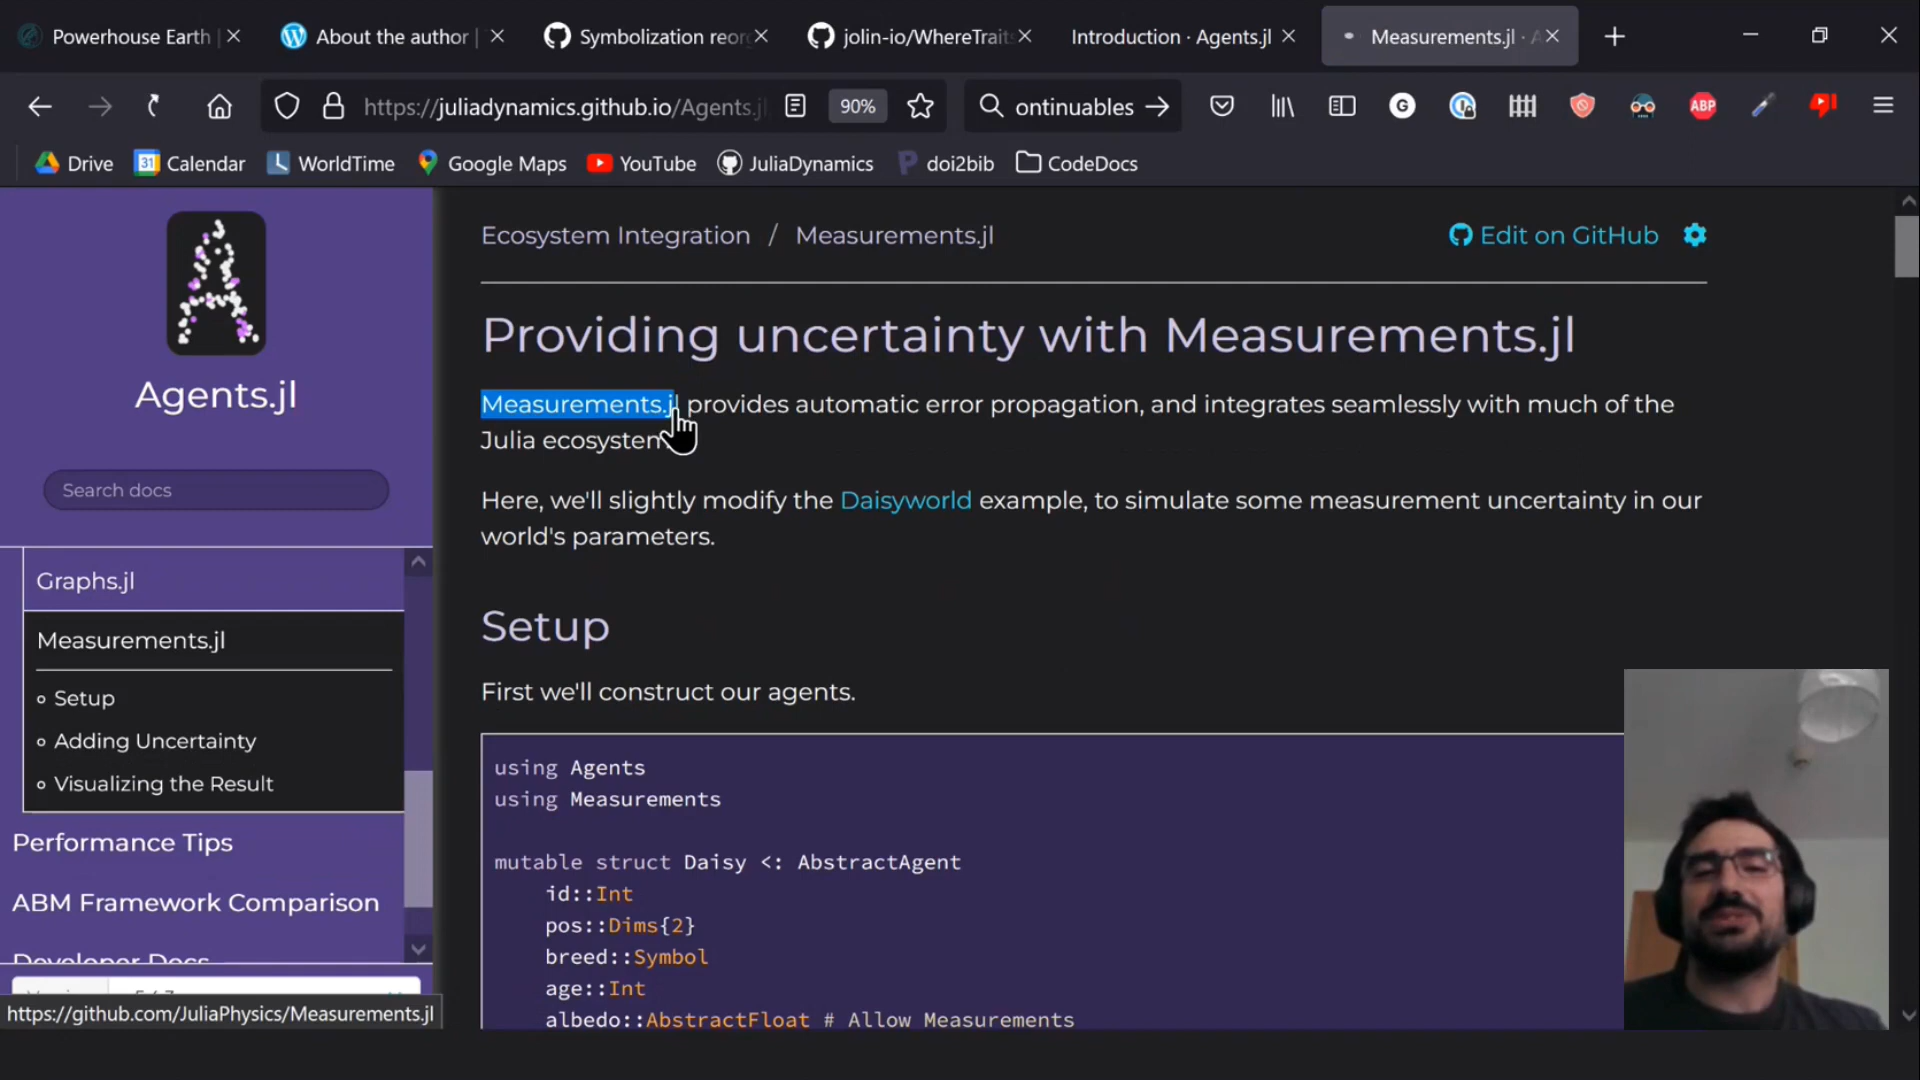 Powerhouse Earth
About the author |
Symbolization reor
jolin-io/WhereTraits
Introduction · Agents.jl
Measurements.jl · A
https://juliadynamics.github.io/Agents.jl
90%
ontinuables
G
ABP
Drive
31
Calendar
WorldTime
Google Maps
YouTube
JuliaDynamics
doi2bib
CodeDocs
Agents.jl
Search docs
Graphs.jl
Measurements.jl
Setup
Adding Uncertainty
Visualizing the Result
Performance Tips
ABM Framework Comparison
Developer Docs
https://github.com/JuliaPhysics/Measurements.jl
Ecosystem Integration / Measurements.jl
Edit on GitHub
Providing uncertainty with Measurements.jl
Measurements.jl provides automatic error propagation, and integrates seamlessly with much of the
Julia ecosystem
Here, we'll slightly modify the Daisyworld example, to simulate some measurement uncertainty in our
world's parameters.
Setup
First we'll construct our agents.
using Agents
using Measurements
mutable struct Daisy <: AbstractAgent
id::Int
pos::Dims{2}
breed::Symbol
age::Int
albedo::AbstractFloat # Allow Measurements